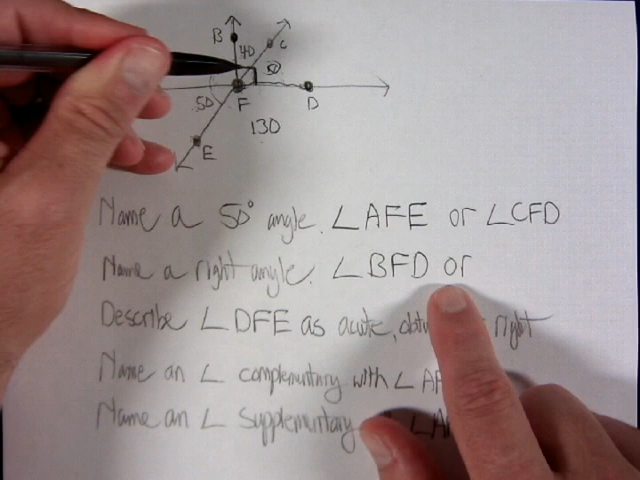 B C
40
50
50 F D
130
E
Name a 50° angle. ∠AFE or ∠CFD
Name a right angle. ∠BFD or
Describe ∠DFE as acute, right
Name an ∠ complementary with ∠
Name an ∠ supplementary